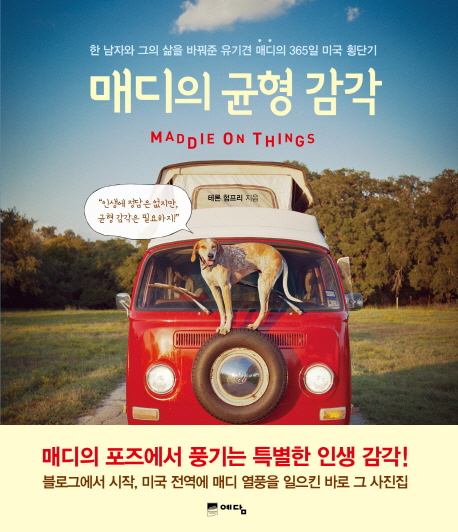 한 남자와 그의 삶을 바꿔준 유기견 매디의 365일 미국 횡단기
매디의 균형 감각
MADDIE ON THINGS
테론 험프리 지음
"인생에 정답은 없지만,
균형 감각은 필요하지!"
매디의 포즈에서 풍기는 특별한 인생 감각!
블로그에서 시작, 미국 전역에 매디 열풍을 일으킨 바로 그 사진집
예담